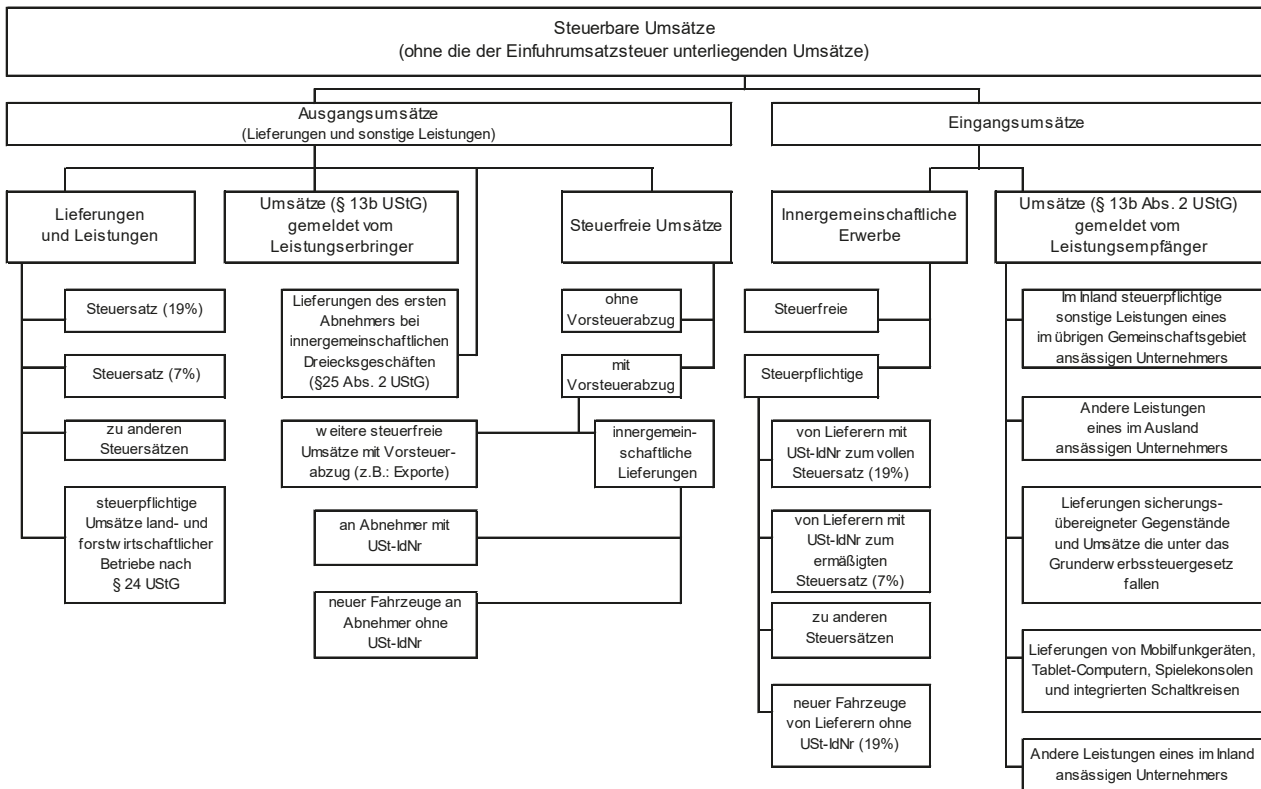 Steuerbare Umsätze
(ohne die der Einfuhrumsatzsteuer unterliegenden Umsätze)
Ausgangsumsätze
(Lieferungen und sonstige Leistungen)
Eingangsumsätze
Lieferungen
und Leistungen
Umsätze (§ 13b UStG)
gemeldet vom
Leistungserbringer
Steuerfreie Umsätze
Innergemeinschaftliche
Erwerbe
Umsätze (§ 13b Abs. 2 UStG)
gemeldet vom
Leistungsempfänger
Steuersatz (19%)
Steuersatz (7%)
zu anderen
Steuersätzen
steuerpflichtige
Umsätze land- und
forstwirtschaftlicher
Betriebe nach
§ 24 UStG
Lieferungen des ersten
Abnehmers bei
innergemeinschaftlichen
Dreiecksgeschäften
(§25 Abs. 2 UStG)
ohne
Vorsteuerabzug
mit
Vorsteuerabzug
weitere steuerfreie
Umsätze mit Vorsteuer-
abzug (z.B.: Exporte)
innergemein-
schaftliche
Lieferungen
an Abnehmer mit
USt-IdNr
neuer Fahrzeuge an
Abnehmer ohne
USt-IdNr
Steuerfreie
Steuerpflichtige
von Lieferern mit
USt-IdNr zum vollen
Steuersatz (19%)
von Lieferern mit
USt-IdNr zum
ermäßigten
Steuersatz (7%)
zu anderen
Steuersätzen
neuer Fahrzeuge
von Lieferern ohne
USt-IdNr (19%)
Im Inland steuerpflichtige
sonstige Leistungen eines
im übrigen Gemeinschaftsgebiet
ansässigen Unternehmers
Andere Leistungen
eines im Ausland
ansässigen Unternehmers
Lieferungen sicherungs-
übereigneter Gegenstände
und Umsätze die unter das
Grunderwerbssteuergesetz
fallen
Lieferungen von Mobilfunkgeräten,
Tablet-Computern, Spielekonsolen
und integrierten Schaltkreisen
Andere Leistungen eines im Inland
ansässigen Unternehmers